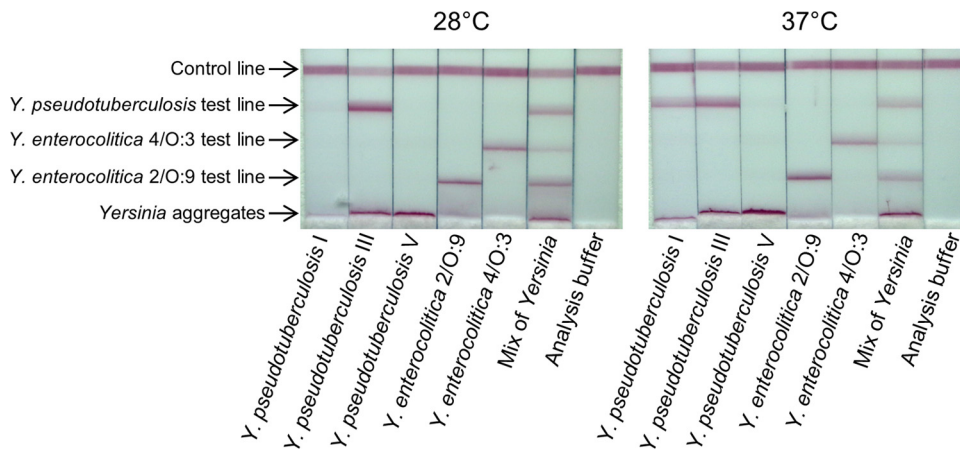 28°C
37°C
Control line
Y. pseudotuberculosis test line
Y. enterocolitica 4/O:3 test line
Y. enterocolitica 2/O:9 test line
Yersinia aggregates
Y. pseudotuberculosis I
Y. pseudotuberculosis III
Y. pseudotuberculosis V
Y. enterocolitica 2/O:9
Y. enterocolitica 4/O:3
Mix of Yersinia
Analysis buffer
Y. pseudotuberculosis I
Y. pseudotuberculosis III
Y. pseudotuberculosis V
Y. enterocolitica 2/O:9
Y. enterocolitica 4/O:3
Mix of Yersinia
Analysis buffer